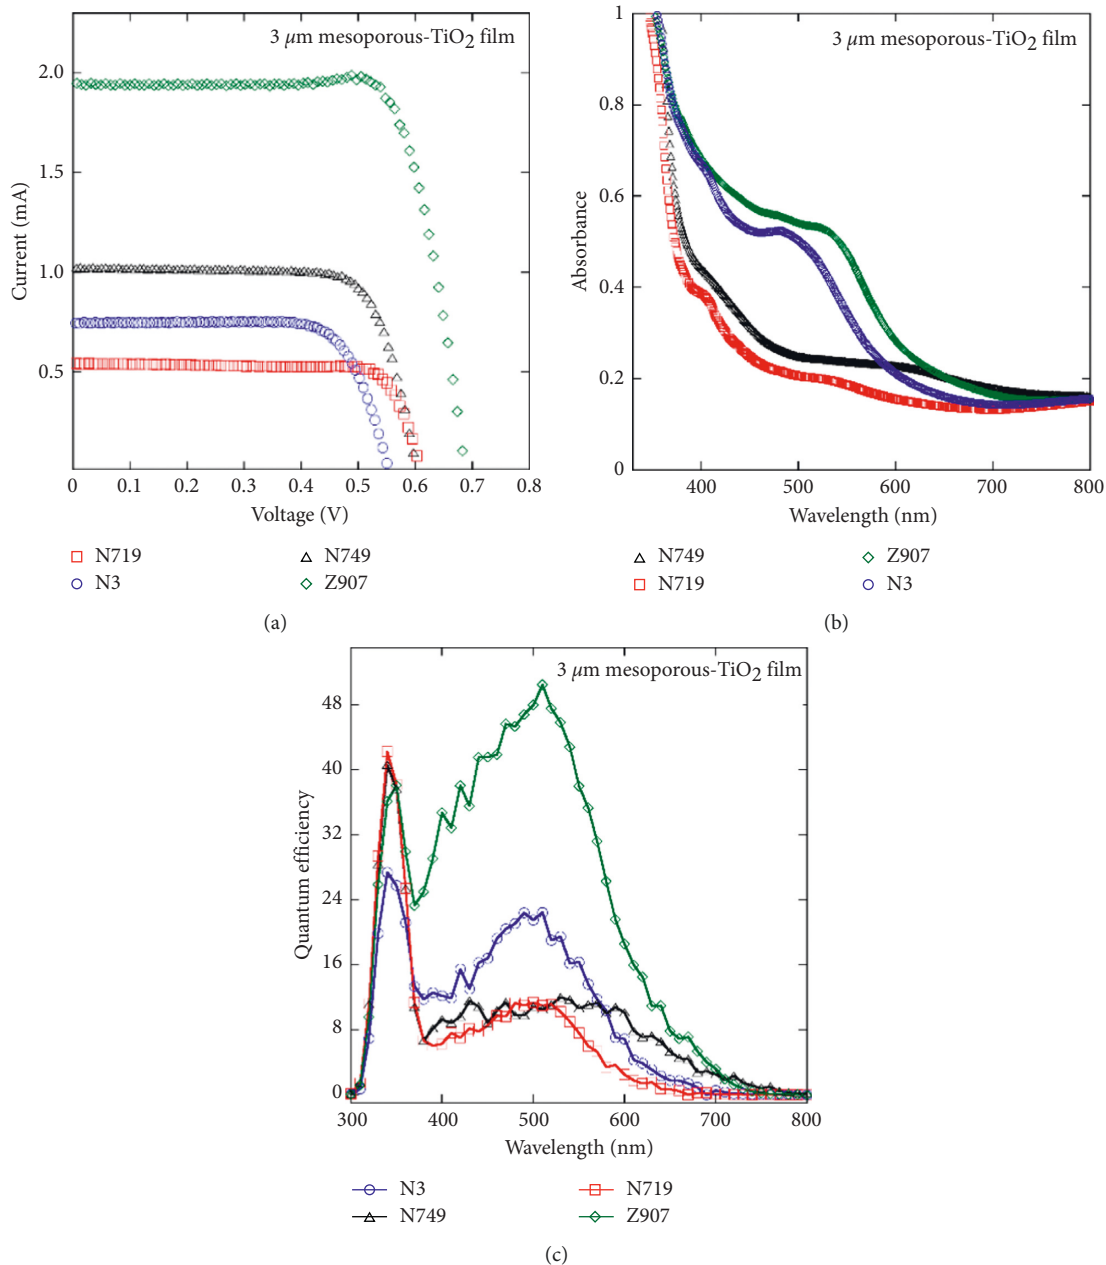 3 μm mesoporous-TiO2 film
2.0
1.5
1.0
0.5
Current (mA)
0 0.1 0.2 0.3 0.4 0.5 0.6 0.7 0.8
Voltage (V)
N719 N749
N3 Z907
(a)
3 μm mesoporous-TiO2 film
1
0.8
0.6
0.4
0.2
0
Absorbance
400 500 600 700 800
Wavelength (nm)
N749 Z907
N719 N3
(b)
3 μm mesoporous-TiO2 film
48
40
32
24
16
8
0
Quantum efficiency
300 400 500 600 700 800
Wavelength (nm)
N3 N719
N749 Z907
(c)